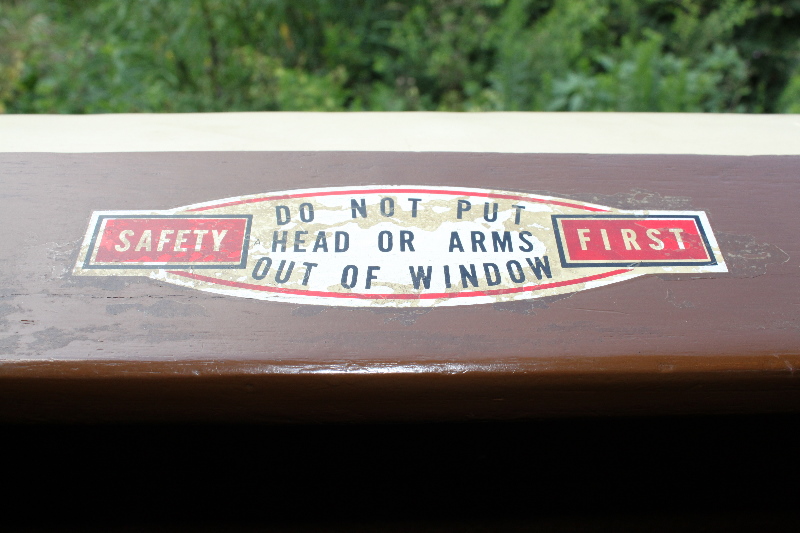 SAFETY
DO NOT PUT
HEAD OR ARMS
OUT OF WINDOW
FIRST